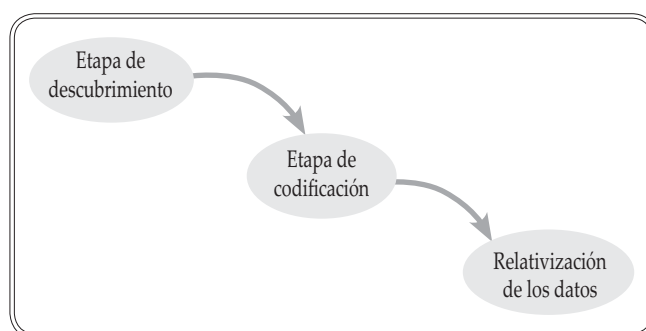 Etapa de
descubrimiento
Etapa de
codificación
Relativización
de los datos